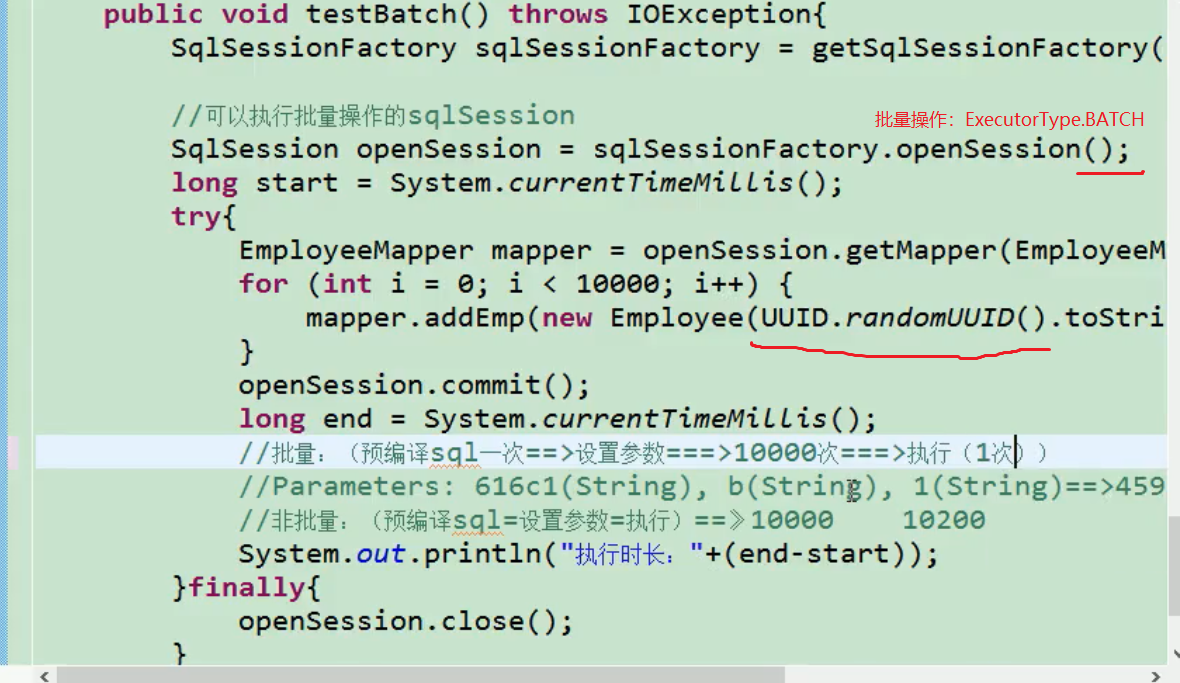 public void testBatch() throws IOException{
SqlSessionFactory sqlSessionFactory = getSqlSessionFactory(
//可以执行批量操作的sqlSession
批量操作：ExecutorType.BATCH
SqlSession openSession = sqlSessionFactory.openSession();
long start = System.currentTimeMillis();
try{
EmployeeMapper mapper = openSession.getMapper(EmployeeM
for (int i = 0; i < 10000; i++) {
mapper.addEmp(new Employee(UUID.randomUUID().toStri
}
openSession.commit();
long end = System.currentTimeMillis();
//批量：（预编译sql一次==>设置参数===>10000次===>执行（1次））
//Parameters: 616c1(String), b(String), 1(String)==>459
//非批量：（预编译sql=设置参数=执行）==》10000 10200
System.out.println("执行时长："+(end-start));
}finally{
openSession.close();
}